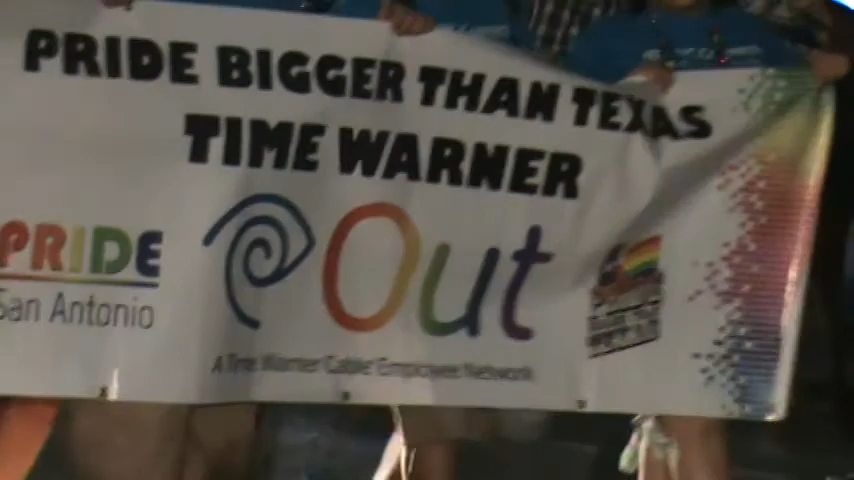 PRIDE BIGGER THAN TEXAS
TIME WARNER
Out
PRIDE
San Antonio
A Time Warner Cable Employee Network